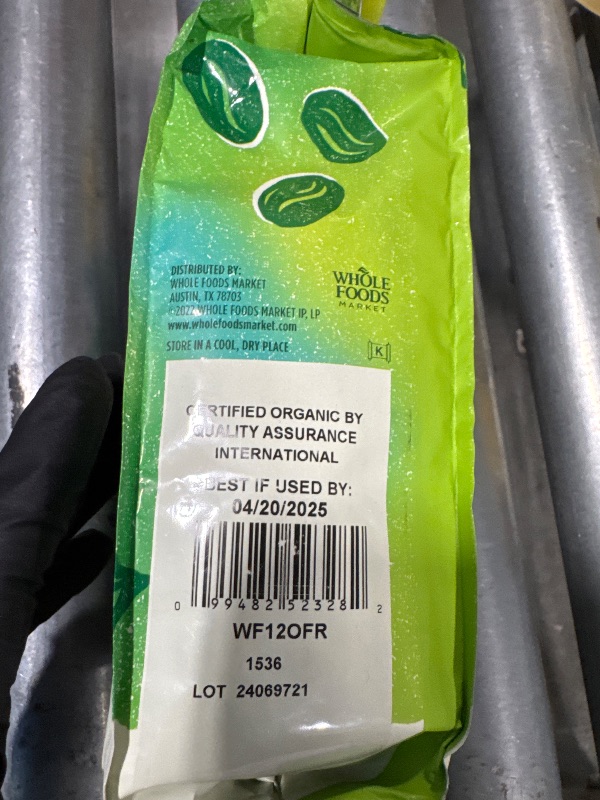 DISTRIBUTED BY:
WHOLE FOODS MARKET
AUSTIN, TX 78703
©2022 WHOLE FOODS MARKET IP, LP
www.wholefoodsmarket.com
STORE IN A COOL, DRY PLACE
WHOLE
FOODS
MARKET
K
CERTIFIED ORGANIC BY
QUALITY ASSURANCE
INTERNATIONAL
BEST IF USED BY:
04/20/2025
0 99482 52328 2
WF12OFR
1536
LOT 24069721